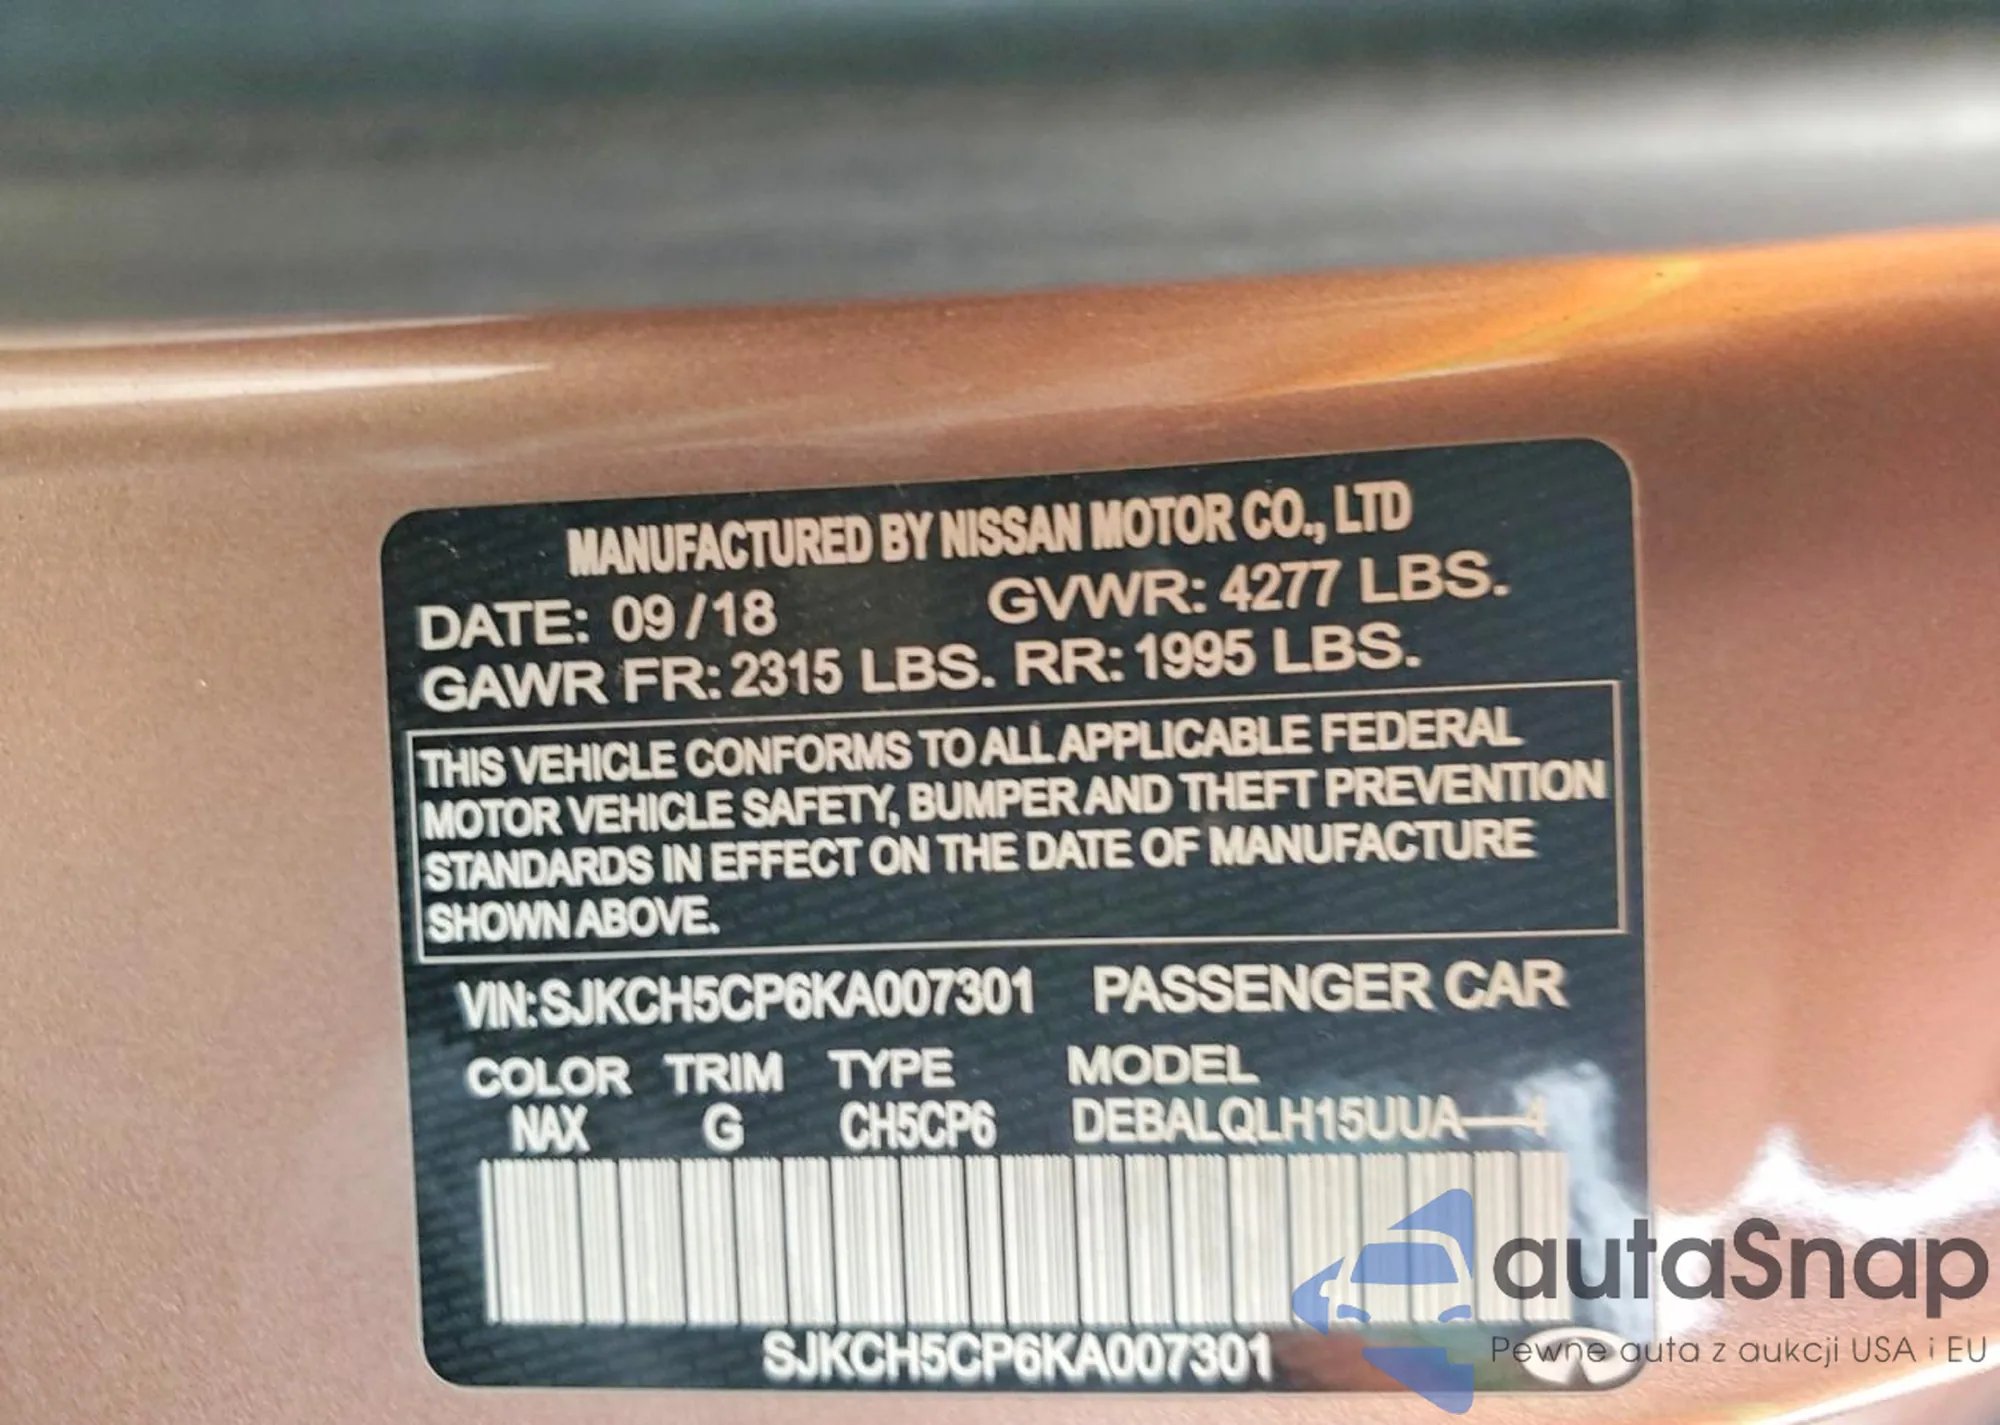 MANUFACTURED BY NISSAN MOTOR CO., LTD
DATE: 09/18 GVWR: 4277 LBS.
GAWR FR: 2315 LBS. RR: 1995 LBS.
THIS VEHICLE CONFORMS TO ALL APPLICABLE FEDERAL
MOTOR VEHICLE SAFETY, BUMPER AND THEFT PREVENTION
STANDARDS IN EFFECT ON THE DATE OF MANUFACTURE
SHOWN ABOVE.
VIN:SJKCH5CP6KA007301 PASSENGER CAR
COLOR TRIM TYPE MODEL
NAX G CH5CP6 DEBALQLH15UUA—4
SJKCH5CP6KA007301
autaSnap
Pewne auta z aukcji USA i EU